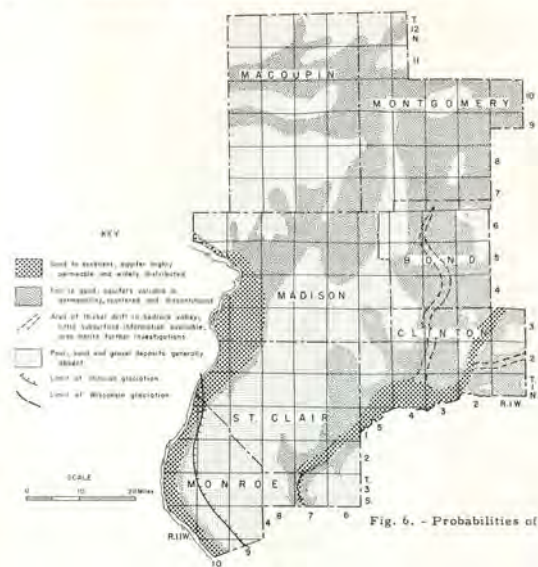 T.
12
N.
11
MACOUPIN
MONTGOMERY
10
9
8
7
KEY
Good to excellent, aquifer highly
permeable and widely distributed
Fair to good; aquifers variable in
permeability, scattered and discontinuous
Area of thicker drift in bedrock valley;
little subsurface information available,
area merits further investigations
Poor, sand and gravel deposits generally
absent
Limit of Illinoian glaciation
Limit of Wisconsin glaciation
6
BOND
5
4
MADISON
CLINTON
3
2
T. I N.
R.I W.
2
3
4
5
ST. CLAIR
1
2
T.
3
S.
MONROE
SCALE
0 10 20 Miles
6
7
8
4
9
10
R.IIW.
Fig. 6. - Probabilities of